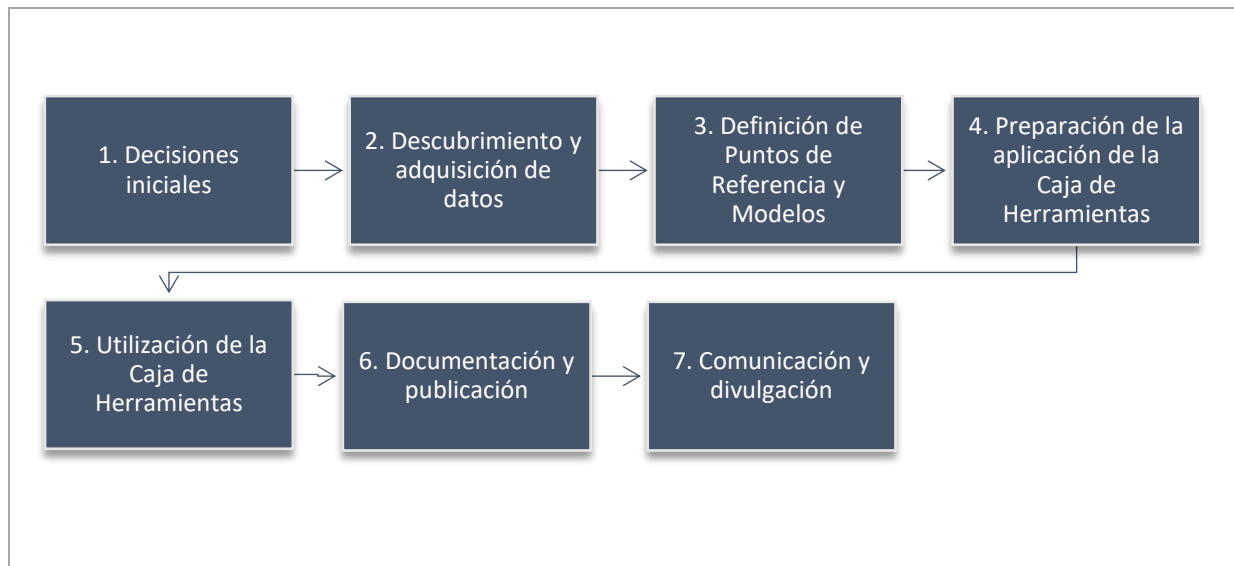 1. Decisiones
iniciales
2. Descubrimiento y
adquisición de
datos
3. Definición de
Puntos de
Referencia y
Modelos
4. Preparación de la
aplicación de la
Caja de
Herramientas
5. Utilización de la
Caja de
Herramientas
6. Documentación y
publicación
7. Comunicación y
divulgación